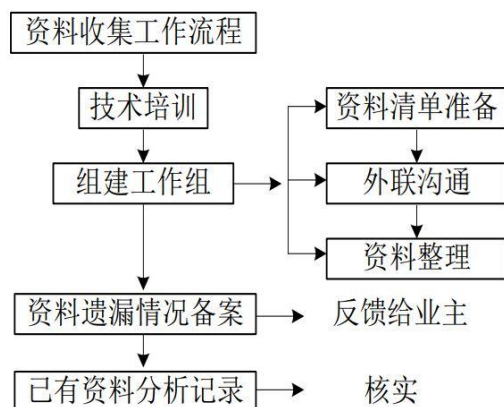 资料收集工作流程
技术培训
资料清单准备
组建工作组
外联沟通
资料整理
资料遗漏情况备案
反馈给业主
已有资料分析记录
核实